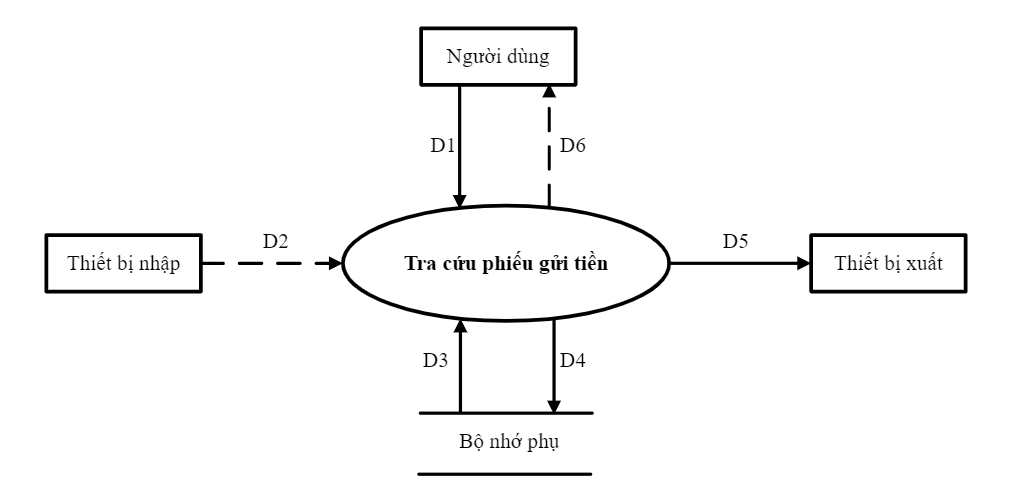 Người dùng
D1
D6
Thiết bị nhập
D2
Tra cứu phiếu gửi tiền
D5
Thiết bị xuất
D3
D4
Bộ nhớ phụ